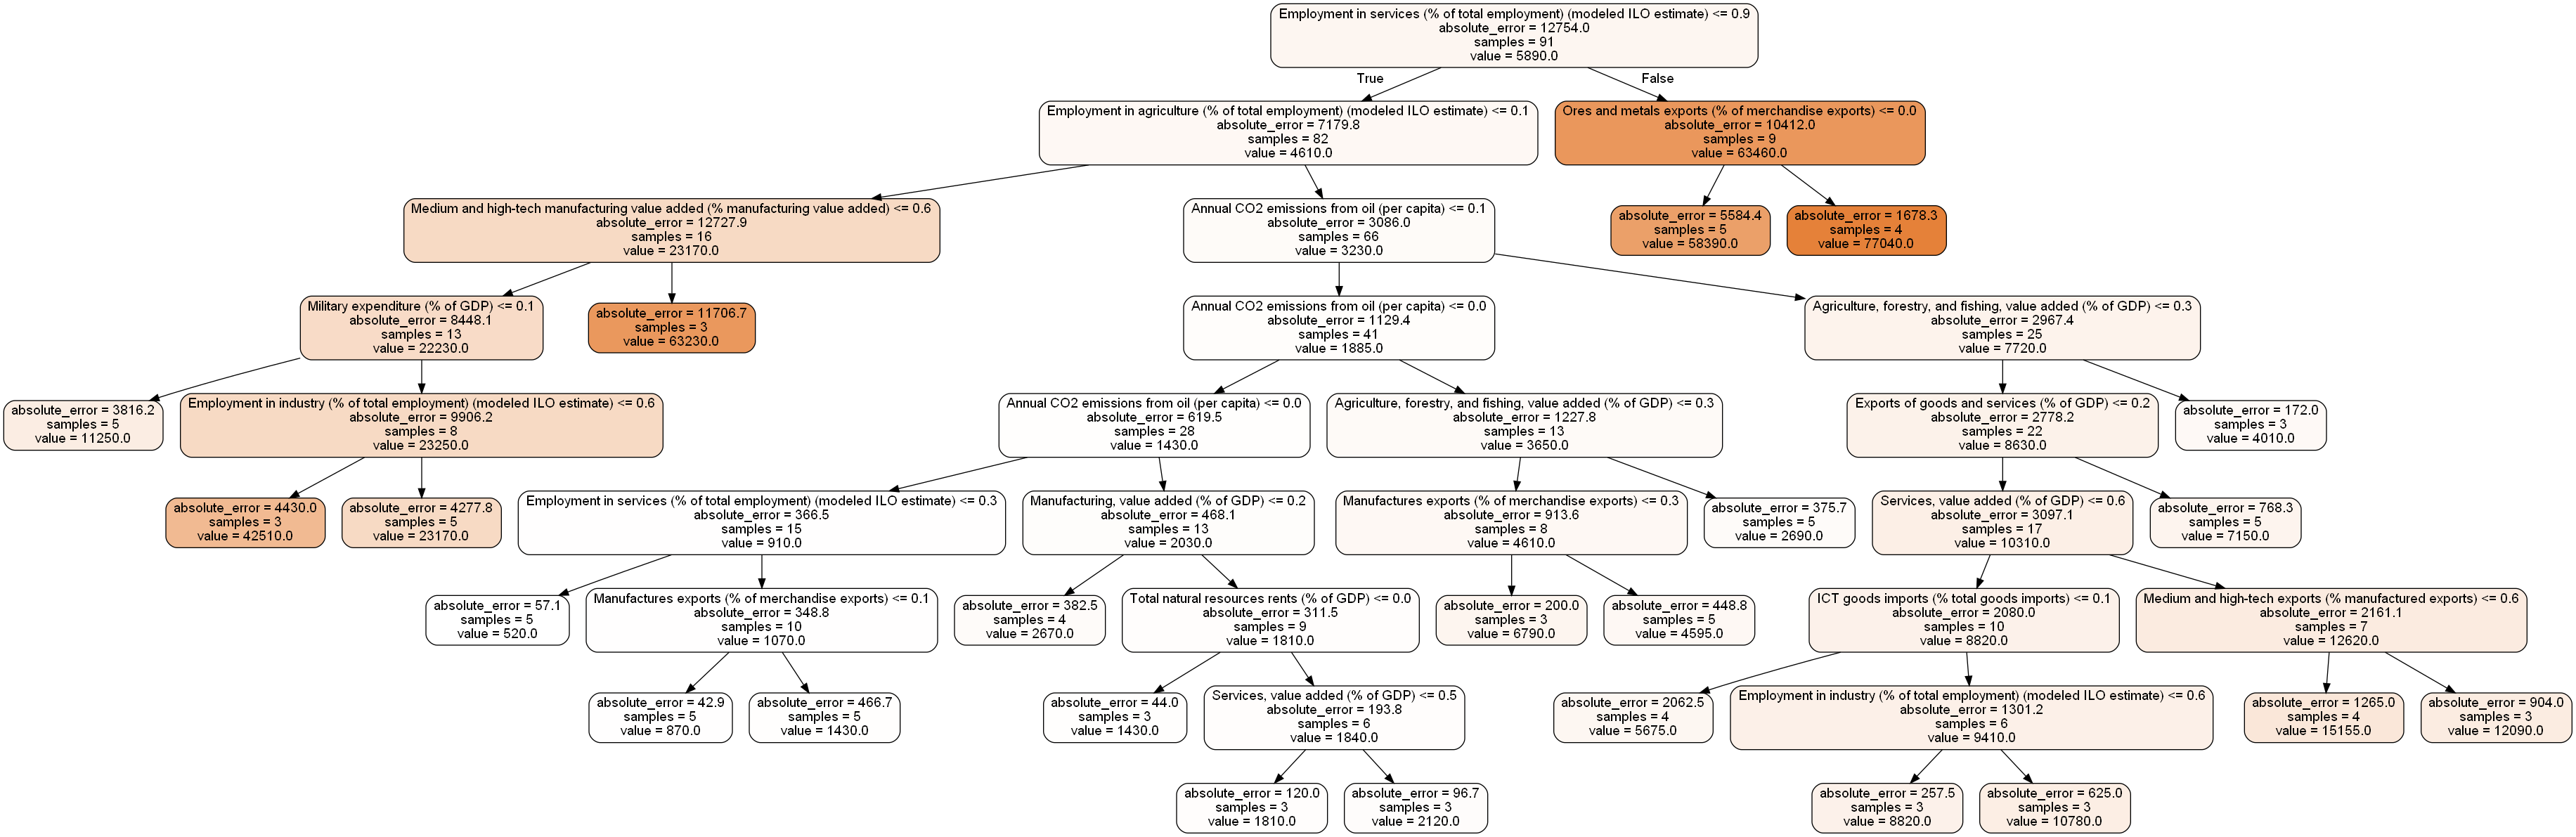 Employment in services (% of total employment) (modeled ILO estimate) <= 0.9
absolute_error = 12754.0
samples = 91
value = 5890.0
True
False
Employment in agriculture (% of total employment) (modeled ILO estimate) <= 0.1
absolute_error = 7179.8
samples = 82
value = 4610.0
Ores and metals exports (% of merchandise exports) <= 0.0
absolute_error = 10412.0
samples = 9
value = 63460.0
Medium and high-tech manufacturing value added (% manufacturing value added) <= 0.6
absolute_error = 12727.9
samples = 16
value = 23170.0
Annual CO2 emissions from oil (per capita) <= 0.1
absolute_error = 3086.0
samples = 66
value = 3230.0
absolute_error = 5584.4
samples = 5
value = 58390.0
absolute_error = 1678.3
samples = 4
value = 77040.0
Military expenditure (% of GDP) <= 0.1
absolute_error = 8448.1
samples = 13
value = 22230.0
absolute_error = 11706.7
samples = 3
value = 63230.0
Annual CO2 emissions from oil (per capita) <= 0.0
absolute_error = 1129.4
samples = 41
value = 1885.0
Agriculture, forestry, and fishing, value added (% of GDP) <= 0.3
absolute_error = 2967.4
samples = 25
value = 7720.0
absolute_error = 3816.2
samples = 5
value = 11250.0
Employment in industry (% of total employment) (modeled ILO estimate) <= 0.6
absolute_error = 9906.2
samples = 8
value = 23250.0
Annual CO2 emissions from oil (per capita) <= 0.0
absolute_error = 619.5
samples = 28
value = 1430.0
Agriculture, forestry, and fishing, value added (% of GDP) <= 0.3
absolute_error = 1227.8
samples = 13
value = 3650.0
Exports of goods and services (% of GDP) <= 0.2
absolute_error = 2778.2
samples = 22
value = 8630.0
absolute_error = 172.0
samples = 3
value = 4010.0
absolute_error = 4430.0
samples = 3
value = 42510.0
absolute_error = 4277.8
samples = 5
value = 23170.0
Employment in services (% of total employment) (modeled ILO estimate) <= 0.3
absolute_error = 366.5
samples = 15
value = 910.0
Manufacturing, value added (% of GDP) <= 0.2
absolute_error = 468.1
samples = 13
value = 2030.0
Manufactures exports (% of merchandise exports) <= 0.3
absolute_error = 913.6
samples = 8
value = 4610.0
absolute_error = 375.7
samples = 5
value = 2690.0
Services, value added (% of GDP) <= 0.6
absolute_error = 3097.1
samples = 17
value = 10310.0
absolute_error = 768.3
samples = 5
value = 7150.0
absolute_error = 57.1
samples = 5
value = 520.0
Manufactures exports (% of merchandise exports) <= 0.1
absolute_error = 348.8
samples = 10
value = 1070.0
absolute_error = 382.5
samples = 4
value = 2670.0
Total natural resources rents (% of GDP) <= 0.0
absolute_error = 311.5
samples = 9
value = 1810.0
absolute_error = 200.0
samples = 3
value = 6790.0
absolute_error = 448.8
samples = 5
value = 4595.0
ICT goods imports (% total goods imports) <= 0.1
absolute_error = 2080.0
samples = 10
value = 8820.0
Medium and high-tech exports (% manufactured exports) <= 0.6
absolute_error = 2161.1
samples = 7
value = 12620.0
absolute_error = 42.9
samples = 5
value = 870.0
absolute_error = 466.7
samples = 5
value = 1430.0
absolute_error = 44.0
samples = 3
value = 1430.0
Services, value added (% of GDP) <= 0.5
absolute_error = 193.8
samples = 6
value = 1840.0
absolute_error = 2062.5
samples = 4
value = 5675.0
Employment in industry (% of total employment) (modeled ILO estimate) <= 0.6
absolute_error = 1301.2
samples = 6
value = 9410.0
absolute_error = 1265.0
samples = 4
value = 15155.0
absolute_error = 904.0
samples = 3
value = 12090.0
absolute_error = 120.0
samples = 3
value = 1810.0
absolute_error = 96.7
samples = 3
value = 2120.0
absolute_error = 257.5
samples = 3
value = 8820.0
absolute_error = 625.0
samples = 3
value = 10780.0